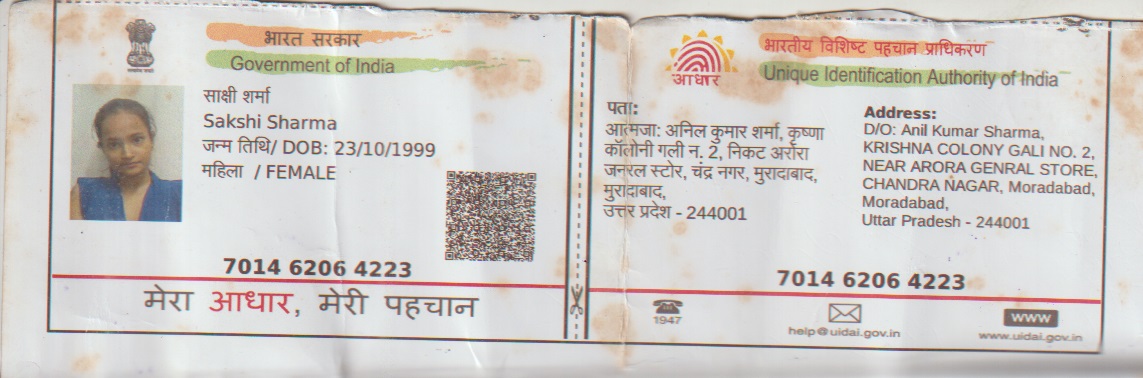 भारत सरकार
Government of India
साक्षी शर्मा
Sakshi Sharma
जन्म तिथि/ DOB: 23/10/1999
महिला / FEMALE
7014 6206 4223
मेरा आधार, मेरी पहचान
आधार
भारतीय विशिष्ट पहचान प्राधिकरण
Unique Identification Authority of India
पता:
आत्मजा: अनिल कुमार शर्मा, कृष्णा
कॉलोनी गली न. 2, निकट अरोरा
जनरल स्टोर, चंद्र नगर, मुरादाबाद,
मुरादाबाद,
उत्तर प्रदेश - 244001
Address:
D/O: Anil Kumar Sharma,
KRISHNA COLONY GALI NO. 2,
NEAR ARORA GENRAL STORE,
CHANDRA NAGAR, Moradabad,
Moradabad,
Uttar Pradesh - 244001
7014 6206 4223
1947
help@uidai.gov.in
www
www.uidai.gov.in